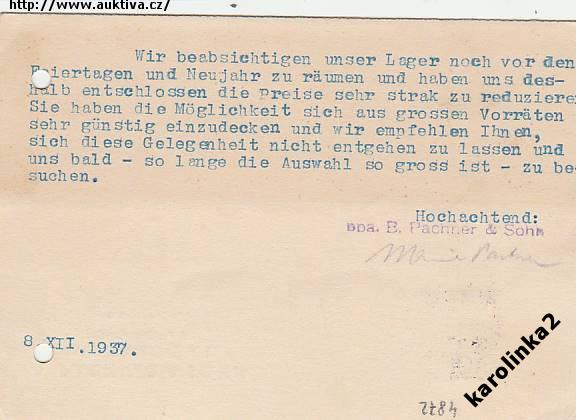 http://www.auktiva.cz/
Wir beabsichtigen unser Lager noch vor den
Feiertagen und Neujahr zu räumen und haben uns des-
halb entschlossen die Preise sehr strak zu reduziere
Sie haben die Möglichkeit sich aus grossen Vorräten
sehr günstig einzudecken und wir empfehlen Ihnen,
sich diese Gelegenheit nicht entgehen zu lassen und
uns bald - so lange die Auswahl so gross ist - zu be
suchen.
Hochachtend:
ppa. B. Pachner & Sohn
8 XII.1937.
karolinka2